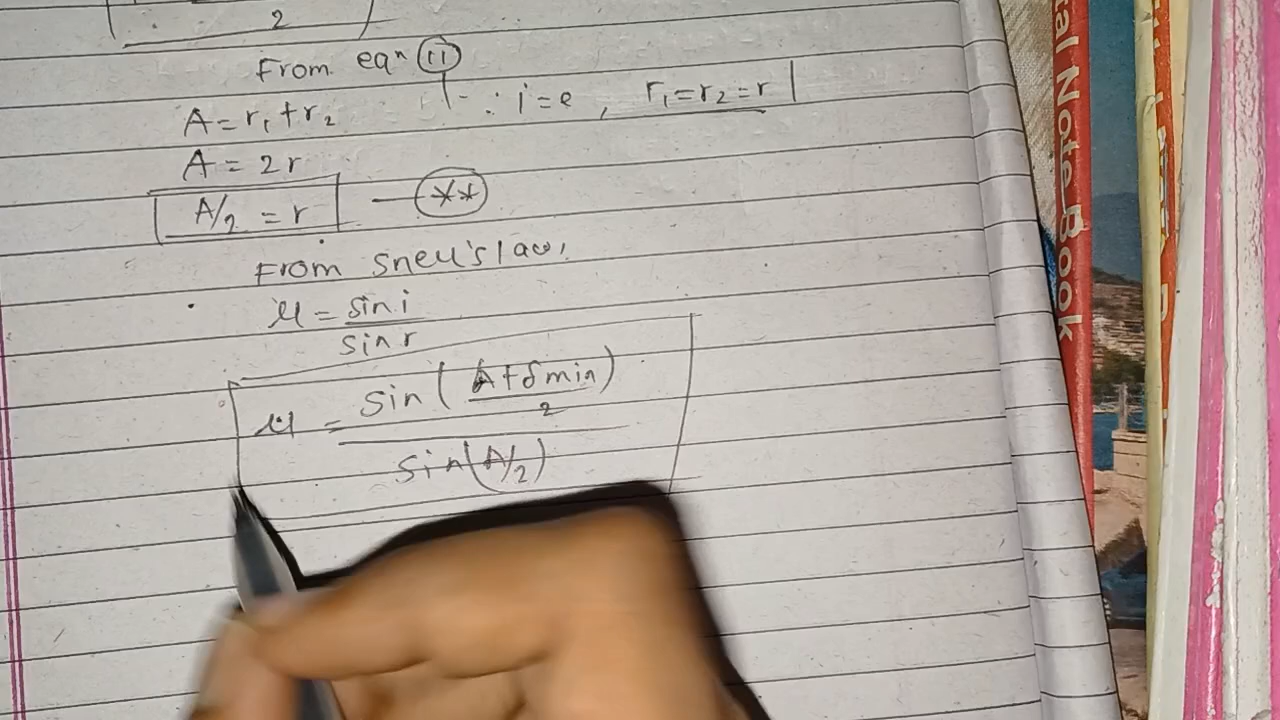 2
From eqⁿ (11)
∵ i=e , r₁=r₂=r
A=r₁+r₂
A = 2r
A/2 = r — (**)
From Snell's law,
μ = sin i / sin r
μ = sin(A+δmin / 2) / sin(A/2)
tal Note Book